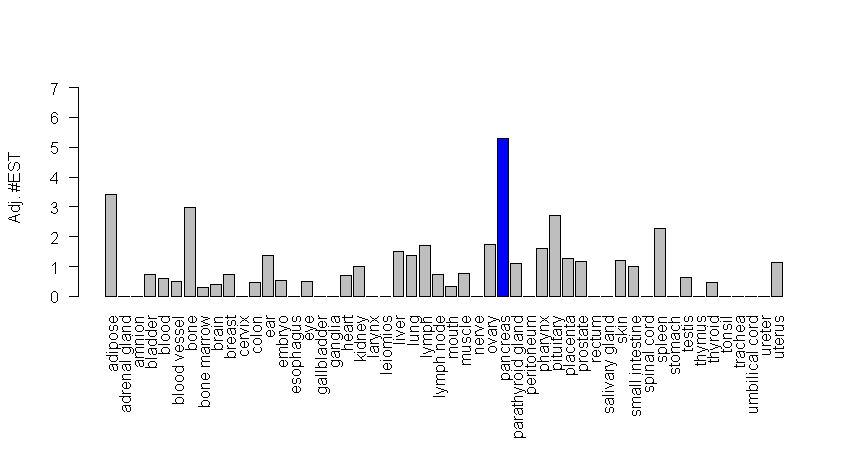 Adj. #EST
7
6
5
4
3
2
1
0
adipose
adrenal gland
amnion
bladder
blood
blood vessel
bone
bone marrow
brain
breast
cervix
colon
ear
embryo
esophagus
eye
gallbladder
ganglia
heart
kidney
larynx
leiomios
liver
lung
lymph
lymph node
mouth
muscle
nerve
ovary
pancreas
parathyroid gland
peritoneum
pharynx
pituitary
placenta
prostate
rectum
salivary gland
skin
small intestine
spinal cord
spleen
stomach
testis
thymus
thyroid
tonsil
trachea
umbilical cord
ureter
uterus